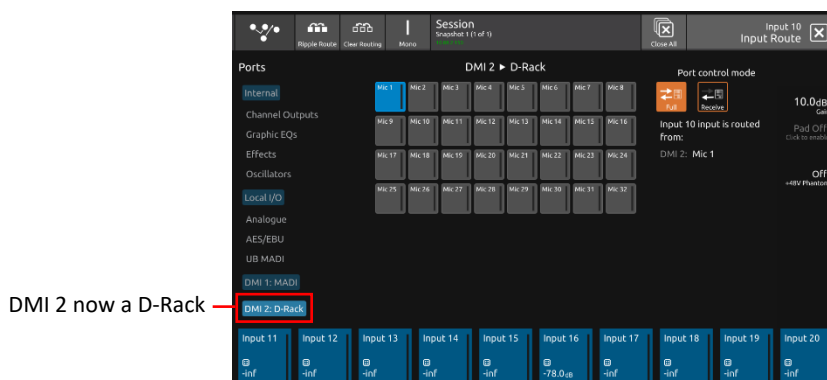 Session
Snapshot 1 (1 of 1)
Ripple Route
Clear Routing
Mono
Close All
Input 10
Input Route
Ports
DMI 2 ▸ D-Rack
Port control mode
Internal
Channel Outputs
Graphic EQs
Effects
Oscillators
Local I/O
Analogue
AES/EBU
UB MADI
DMI 1: MADI
DMI 2: D-Rack
Mic 1 Mic 2 Mic 3 Mic 4 Mic 5 Mic 6 Mic 7 Mic 8
Mic 9 Mic 10 Mic 11 Mic 12 Mic 13 Mic 14 Mic 15 Mic 16
Mic 17 Mic 18 Mic 19 Mic 20 Mic 21 Mic 22 Mic 23 Mic 24
Mic 25 Mic 26 Mic 27 Mic 28 Mic 29 Mic 30 Mic 31 Mic 32
Full Receive
Input 10 input is routed
from:
DMI 2: Mic 1
10.0dB
Gai
Pad Off
Click to enable
Off
+48V Phantom
DMI 2 now a D-Rack
Input 11 Input 12 Input 13 Input 14 Input 15 Input 16 Input 17 Input 18 Input 19 Input 20
-inf -inf -inf -inf -inf -78.0dB -inf -inf -inf -inf